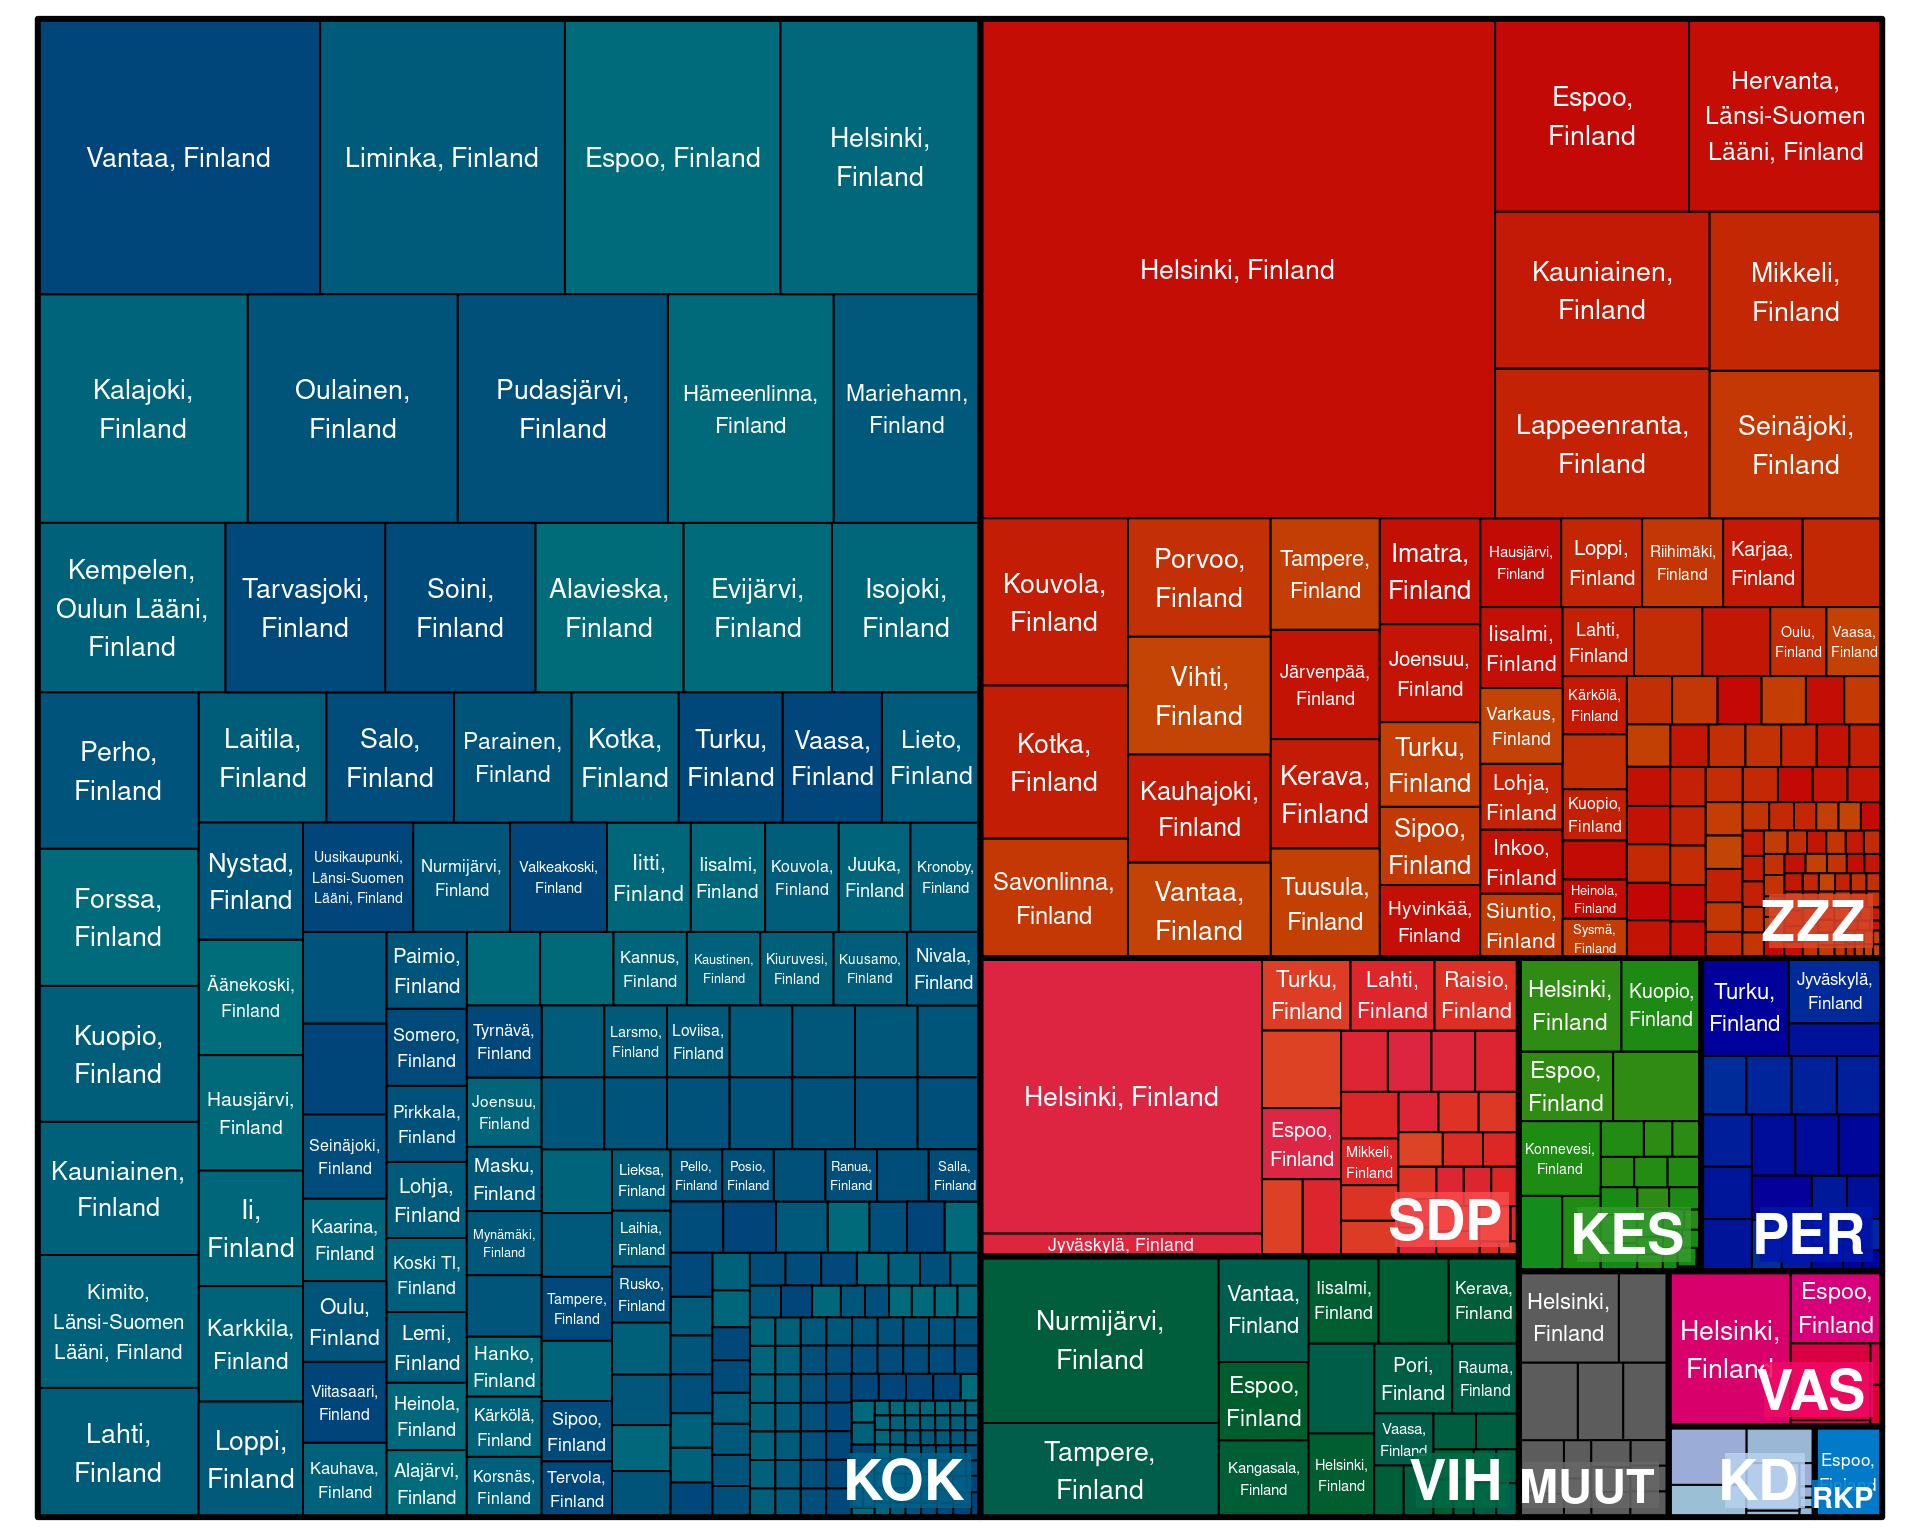 Vantaa, Finland
Liminka, Finland
Espoo, Finland
Helsinki,
Finland
Kalajoki,
Finland
Oulainen,
Finland
Pudasjärvi,
Finland
Hämeenlinna,
Finland
Mariehamn,
Finland
Kempelen,
Oulun Lääni,
Finland
Tarvasjoki,
Finland
Soini,
Finland
Alavieska,
Finland
Evijärvi,
Finland
Isojoki,
Finland
Perho,
Finland
Laitila,
Finland
Salo,
Finland
Parainen,
Finland
Kotka,
Finland
Turku,
Finland
Vaasa,
Finland
Lieto,
Finland
Forssa,
Finland
Nystad,
Finland
Uusikaupunki,
Länsi-Suomen
Lääni, Finland
Nurmijärvi,
Finland
Valkeakoski,
Finland
Iitti,
Finland
Iisalmi,
Finland
Kouvola,
Finland
Juuka,
Finland
Kronoby,
Finland
Kuopio,
Finland
Äänekoski,
Finland
Paimio,
Finland
Kannus,
Finland
Kaustinen,
Finland
Kiuruvesi,
Finland
Kuusamo,
Finland
Nivala,
Finland
Hausjärvi,
Finland
Somero,
Finland
Tyrnävä,
Finland
Larsmo,
Finland
Loviisa,
Finland
Kauniainen,
Finland
Ii,
Finland
Seinäjoki,
Finland
Pirkkala,
Finland
Joensuu,
Finland
Kaarina,
Finland
Lohja,
Finland
Masku,
Finland
Lieksa,
Finland
Pello,
Finland
Posio,
Finland
Ranua,
Finland
Salla,
Finland
Kimito,
Länsi-Suomen
Lääni, Finland
Karkkila,
Finland
Oulu,
Finland
Koski Tl,
Finland
Mynämäki,
Finland
Laihia,
Finland
Tampere,
Finland
Rusko,
Finland
Lemi,
Finland
Hanko,
Finland
Lahti,
Finland
Loppi,
Finland
Viitasaari,
Finland
Heinola,
Finland
Kärkölä,
Finland
Sipoo,
Finland
Kauhava,
Finland
Alajärvi,
Finland
Korsnäs,
Finland
Tervola,
Finland
KOK
Helsinki, Finland
Espoo,
Finland
Hervanta,
Länsi-Suomen
Lääni, Finland
Kauniainen,
Finland
Mikkeli,
Finland
Lappeenranta,
Finland
Seinäjoki,
Finland
Kouvola,
Finland
Porvoo,
Finland
Tampere,
Finland
Imatra,
Finland
Hausjärvi,
Finland
Loppi,
Finland
Riihimäki,
Finland
Karjaa,
Finland
Vihti,
Finland
Järvenpää,
Finland
Joensuu,
Finland
Iisalmi,
Finland
Lahti,
Finland
Oulu,
Finland
Vaasa,
Finland
Kotka,
Finland
Kauhajoki,
Finland
Kerava,
Finland
Turku,
Finland
Varkaus,
Finland
Kärkölä,
Finland
Lohja,
Finland
Kuopio,
Finland
Savonlinna,
Finland
Vantaa,
Finland
Tuusula,
Finland
Sipoo,
Finland
Inkoo,
Finland
Heinola,
Finland
Hyvinkää,
Finland
Siuntio,
Finland
Sysmä,
Finland
ZZZ
Helsinki, Finland
Jyväskylä, Finland
Turku,
Finland
Lahti,
Finland
Raisio,
Finland
Espoo,
Finland
Mikkeli,
Finland
SDP
Helsinki,
Finland
Kuopio,
Finland
Espoo,
Finland
Konnevesi,
Finland
KES
Turku,
Finland
Jyväskylä,
Finland
PER
Nurmijärvi,
Finland
Tampere,
Finland
Vantaa,
Finland
Espoo,
Finland
Kangasala,
Finland
Iisalmi,
Finland
Kerava,
Finland
Pori,
Finland
Rauma,
Finland
Vaasa,
Finland
Helsinki,
Finland
VIH
Helsinki,
Finland
MUUT
Helsinki,
Finland
Espoo,
Finland
VAS
KD
Espoo,
RKP